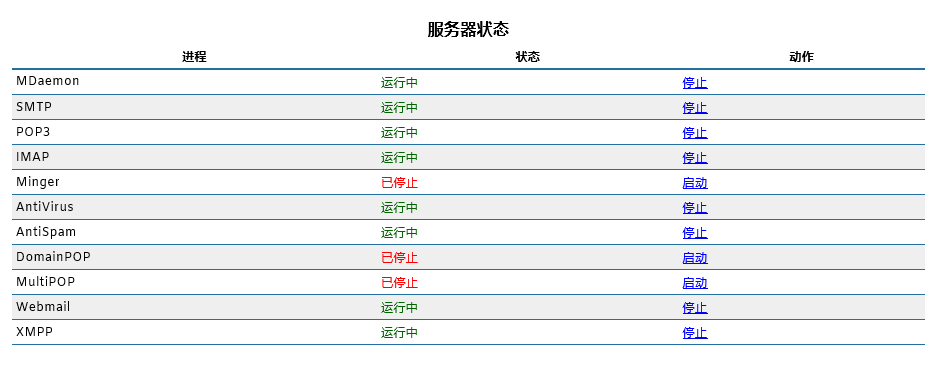 服务器状态
进程 状态 动作
MDaemon 运行中 停止
SMTP 运行中 停止
POP3 运行中 停止
IMAP 运行中 停止
Minger 已停止 启动
AntiVirus 运行中 停止
AntiSpam 运行中 停止
DomainPOP 已停止 启动
MultiPOP 已停止 启动
Webmail 运行中 停止
XMPP 运行中 停止